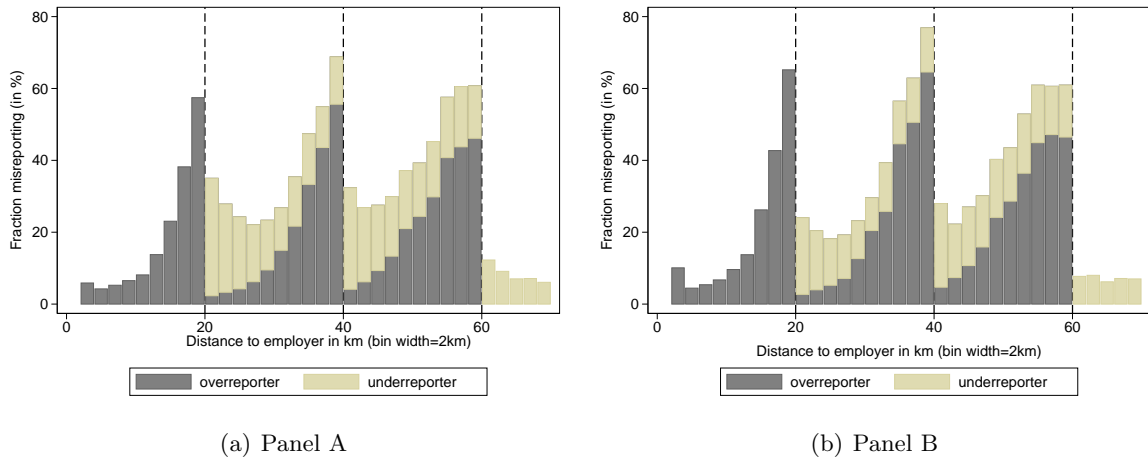 80
60
40
20
0
Fraction misreporting (in %)
0
20
40
60
Distance to employer in km (bin width=2km)
overreporter
underreporter
(a) Panel A
80
60
40
20
0
Fraction misreporting (in %)
0
20
40
60
Distance to employer in km (bin width=2km)
overreporter
underreporter
(b) Panel B